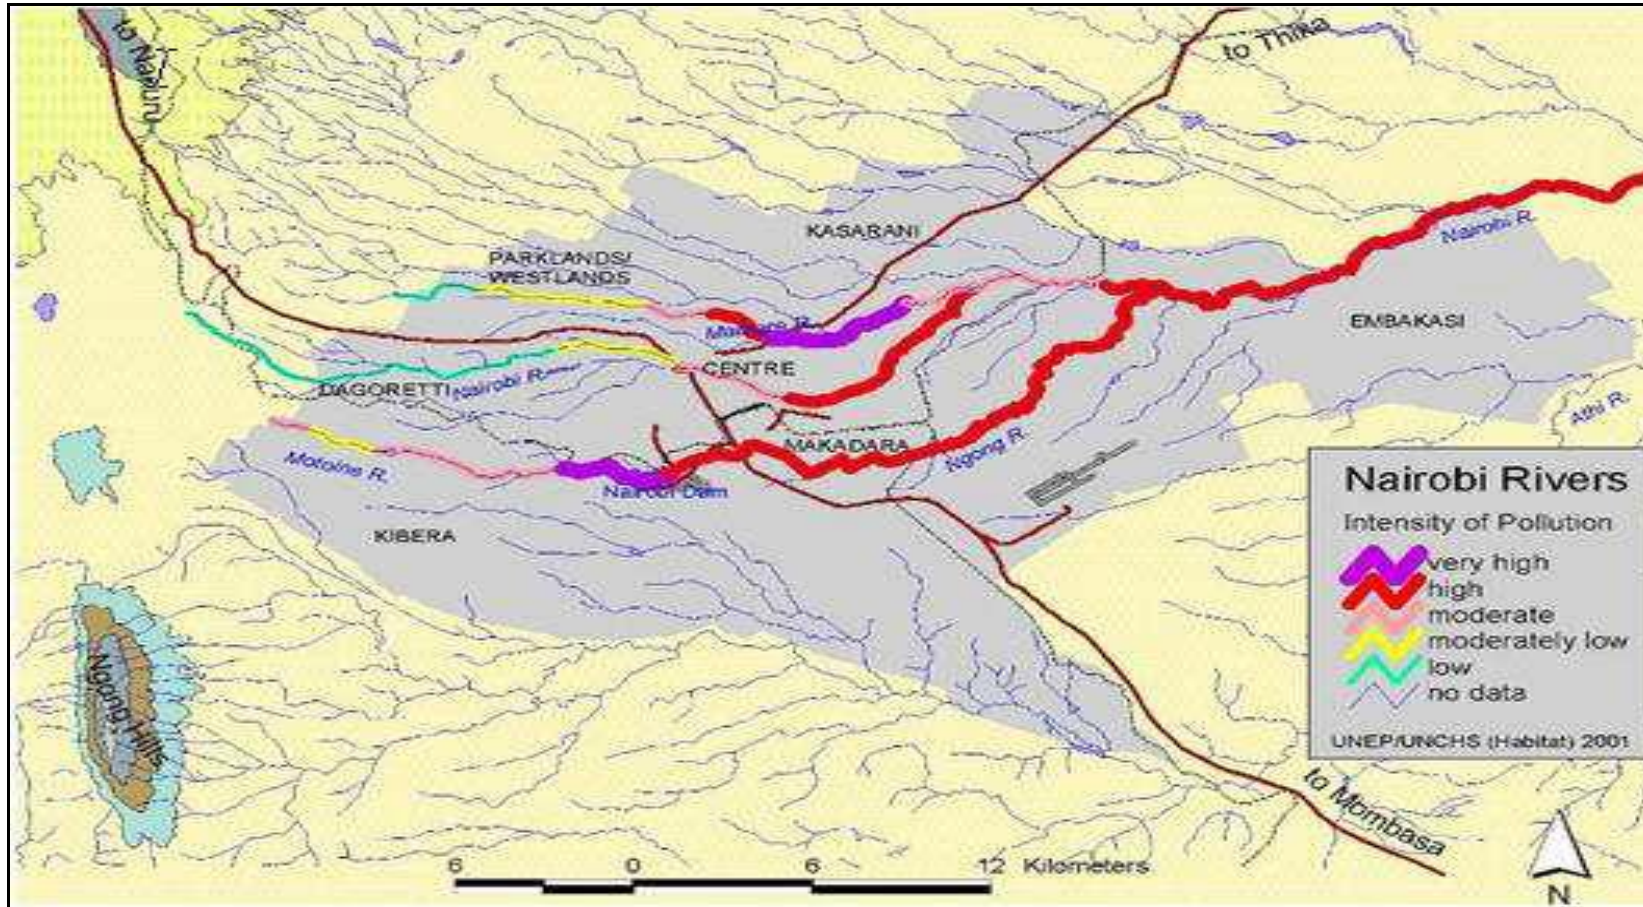 to Nakuru
to Thika
KASARANI
Nairobi R.
PARKLANDS/
WESTLANDS
EMBAKASI
CENTRE
DAGORETTI
Nairobi R.
Athi R.
MAKADARA
Ngong R.
Motoine R.
Nairobi Dam
KIBERA
Ngong Hills
Nairobi Rivers
Intensity of Pollution
very high
high
moderate
moderately low
low
no data
UNEP/UNCHS (Habitat) 2001
to Mombasa
6 0 6 12 Kilometers
N